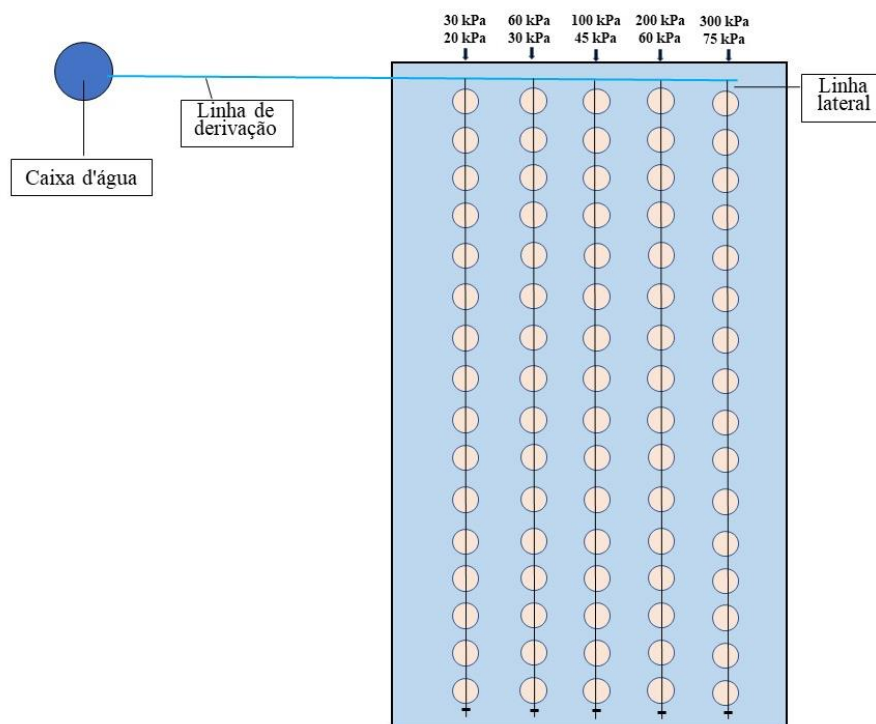 30 kPa 60 kPa 100 kPa 200 kPa 300 kPa
20 kPa 30 kPa 45 kPa 60 kPa 75 kPa
Linha de
derivação
Linha
lateral
Caixa d'água